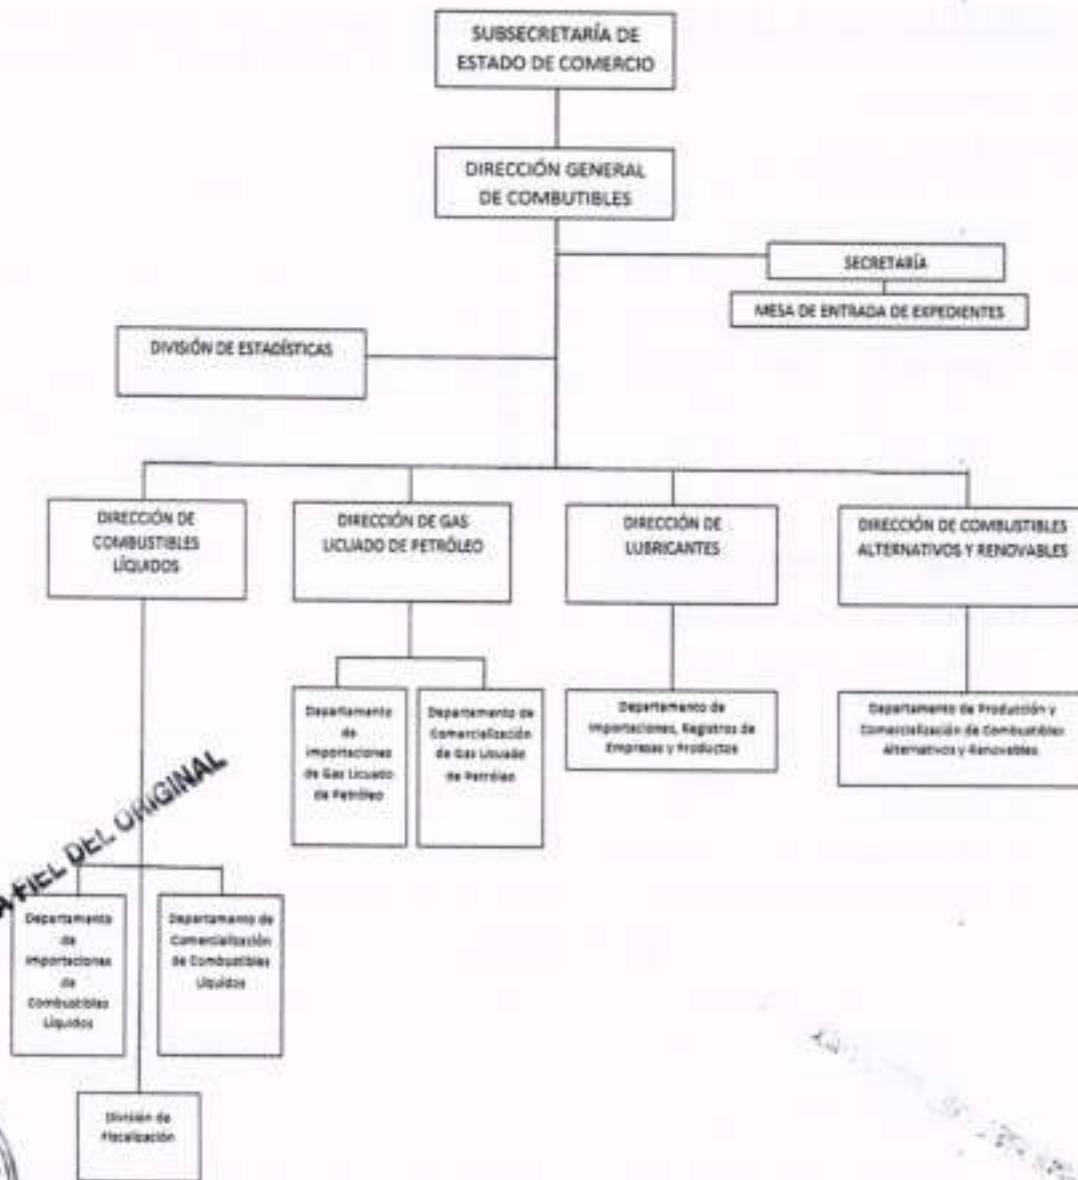 SUBSECRETARÍA DE
ESTADO DE COMERCIO
DIRECCIÓN GENERAL
DE COMBUTIBLES
SECRETARÍA
MESA DE ENTRADA DE EXPEDIENTES
DIVISIÓN DE ESTADÍSTICAS
DIRECCIÓN DE
COMBUSTIBLES
LÍQUIDOS
DIRECCIÓN DE GAS
LICUADO DE PETRÓLEO
DIRECCIÓN DE
LUBRICANTES
DIRECCIÓN DE COMBUSTIBLES
ALTERNATIVOS Y RENOVABLES
Departamento
de
importaciones
de Gas Licuado
de Petróleo
Departamento de
Comercialización
de Gas Licuado
de Petróleo
Departamento de
Importaciones, Registros de
Empresas y Productos
Departamento de Producción y
Comercialización de Combustibles
Alternativos y Renovables
FIEL DEL ORIGINAL
Departamento
de
Importaciones
de
Combustibles
Líquidos
Departamento de
Comercialización
de Combustibles
Líquidos
División de
Fiscalización